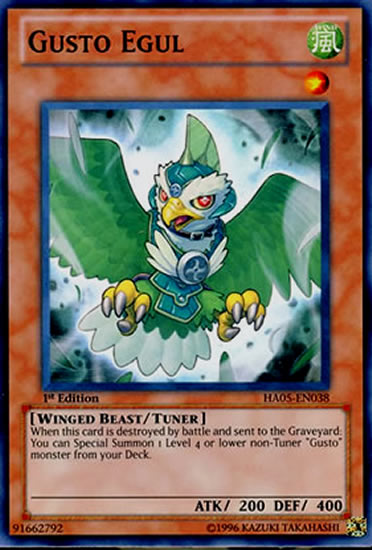 GUSTO EGUL
WIND
風
1st Edition
HA05-EN038
[WINGED BEAST/TUNER]
When this card is destroyed by battle and sent to the Graveyard:
You can Special Summon 1 Level 4 or lower non-Tuner "Gusto"
monster from your Deck.
ATK/ 200 DEF/ 400
91662792
©1996 KAZUKI TAKAHASHI